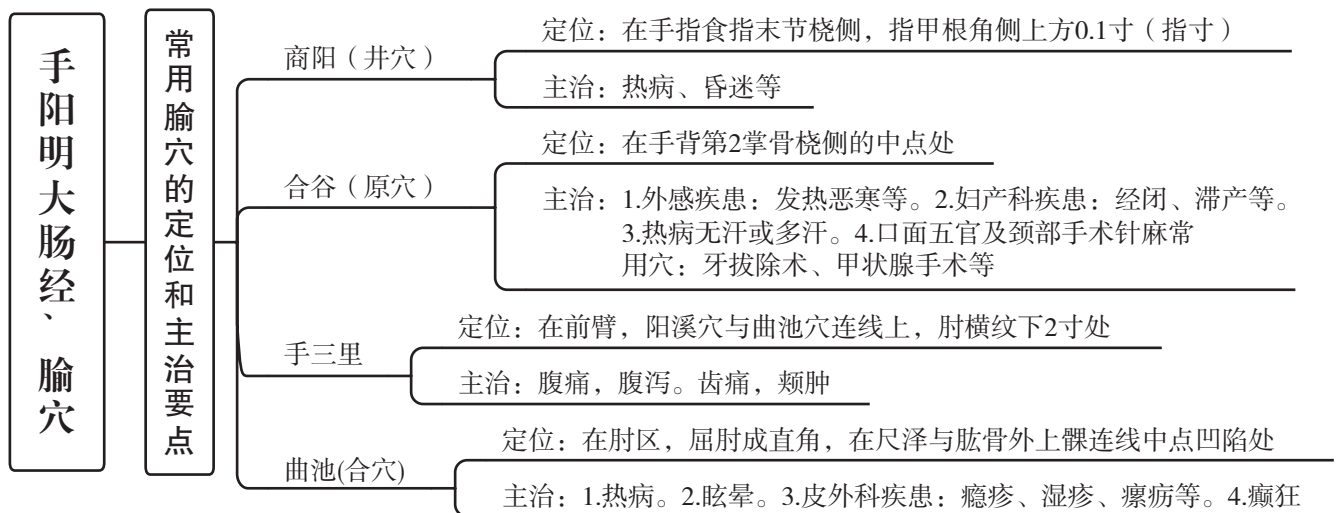 手阳明大肠经、腧穴
常用腧穴的定位和主治要点
商阳（井穴）
定位：在手指食指末节桡侧，指甲根角侧上方0.1寸（指寸）
主治：热病、昏迷等
合谷（原穴）
定位：在手背第2掌骨桡侧的中点处
主治：1.外感疾患：发热恶寒等。2.妇产科疾患：经闭、滞产等。
3.热病无汗或多汗。4.口面五官及颈部手术针麻常
用穴：牙拔除术、甲状腺手术等
手三里
定位：在前臂，阳溪穴与曲池穴连线上，肘横纹下2寸处
主治：腹痛，腹泻。齿痛，颊肿
曲池(合穴)
定位：在肘区，屈肘成直角，在尺泽与肱骨外上髁连线中点凹陷处
主治：1.热病。2.眩晕。3.皮外科疾患：瘾疹、湿疹、瘰疬等。4.癫狂